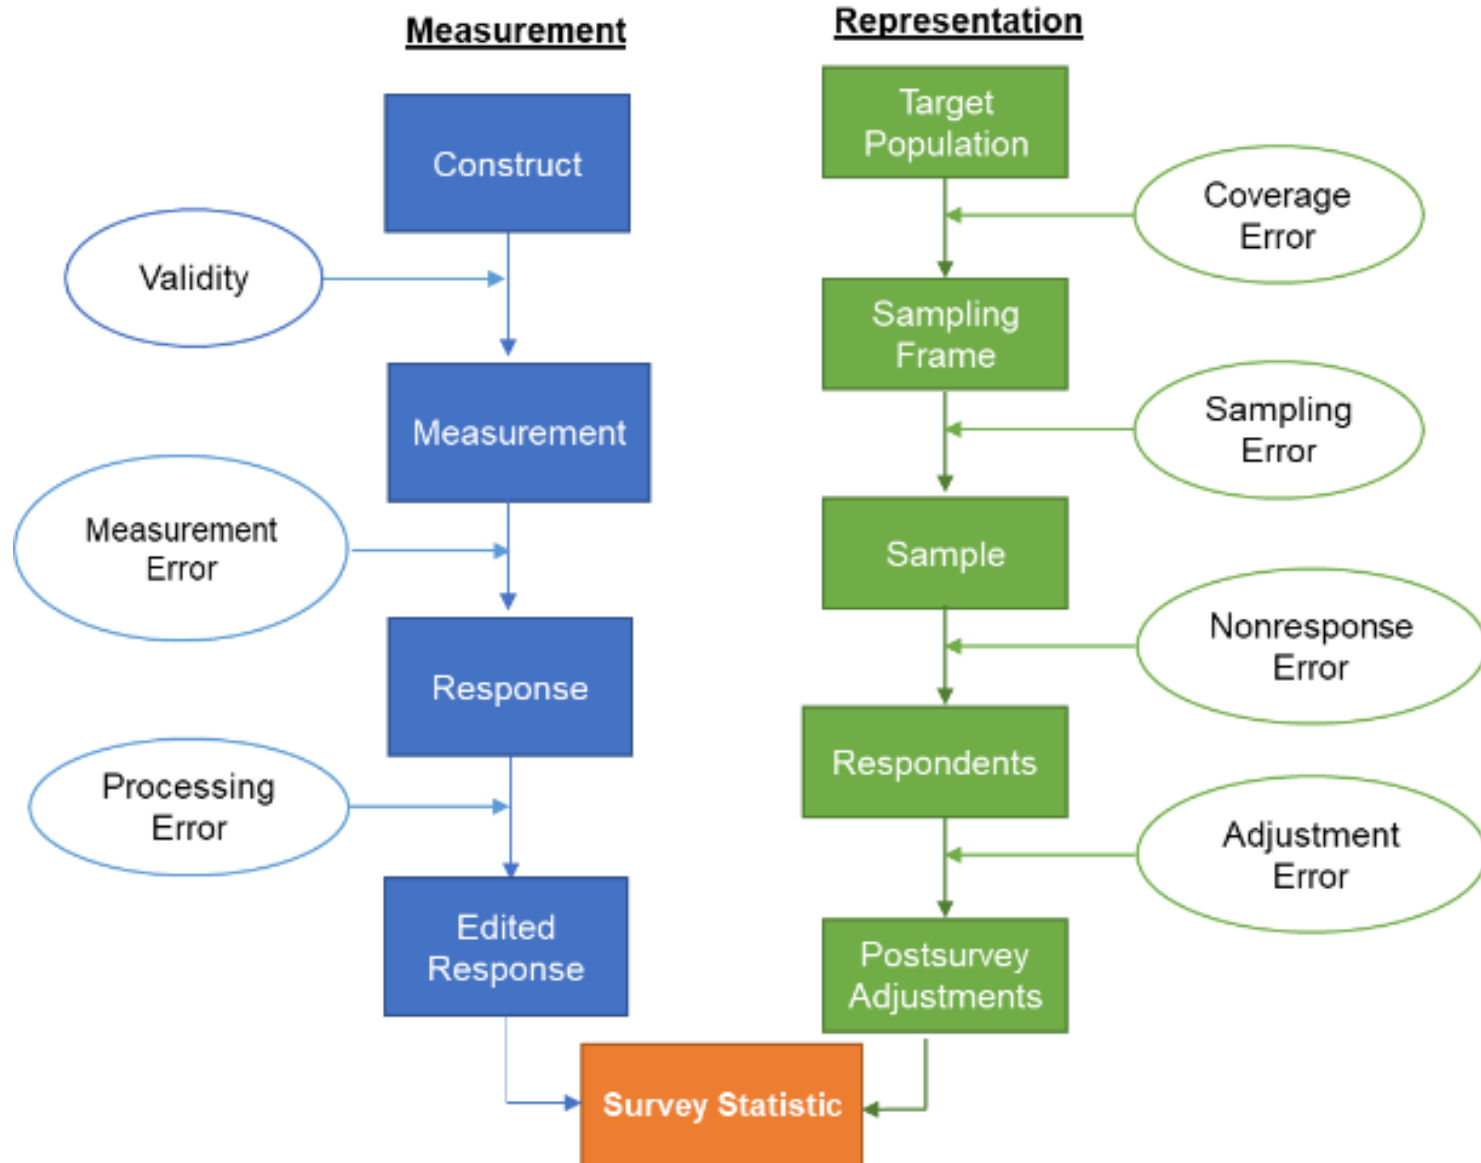 Measurement
Construct
Validity
Measurement
Measurement
Error
Response
Processing
Error
Edited
Response
Representation
Target
Population
Coverage
Error
Sampling
Frame
Sampling
Error
Sample
Nonresponse
Error
Respondents
Adjustment
Error
Postsurvey
Adjustments
Survey Statistic